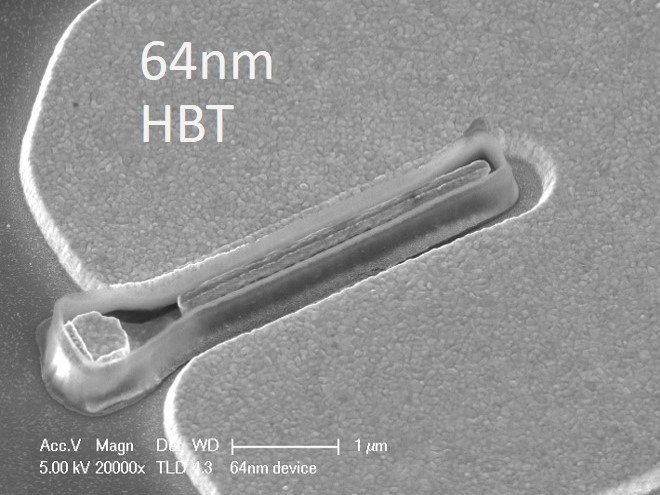 64nm
HBT
Acc.V Magn WD 1 μm
5.00 kV 20000x TLD 64nm device